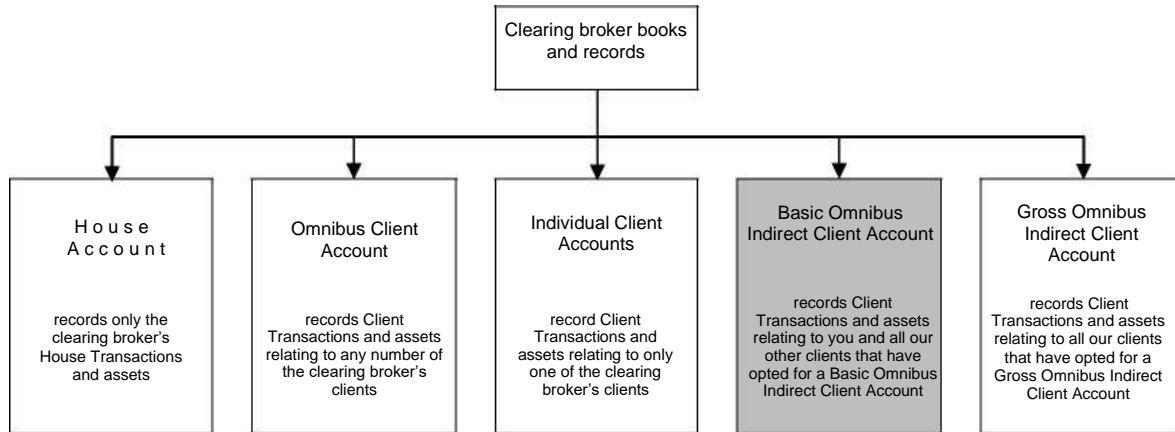 Clearing broker books
and records
House
Account
records only the
clearing broker's
House Transactions
and assets
Omnibus Client
Account
records Client
Transactions and assets
relating to any number of
the clearing broker's
clients
Individual Client
Accounts
record Client
Transactions and
assets relating to only
one of the clearing
broker's clients
Basic Omnibus
Indirect Client Account
records Client
Transactions and assets
relating to you and all our
other clients that have
opted for a Basic Omnibus
Indirect Client Account
Gross Omnibus
Indirect Client
Account
records Client
Transactions and assets
relating to all our clients
that have opted for a
Gross Omnibus Indirect
Client Account